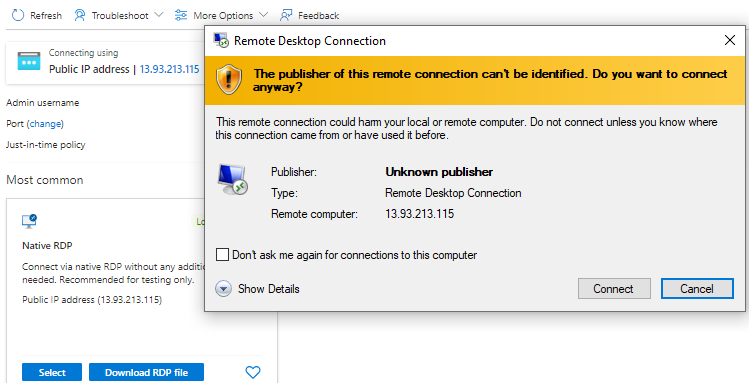 Refresh Troubleshoot More Options Feedback
Connecting using
Public IP address | 13.93.213.115
Admin username
Port (change)
Just-in-time policy
Most common
Lo
Native RDP
Connect via native RDP without any additio
needed. Recommended for testing only.
Public IP address (13.93.213.115)
Select Download RDP file
Remote Desktop Connection
The publisher of this remote connection can't be identified. Do you want to connect
anyway?
This remote connection could harm your local or remote computer. Do not connect unless you know where
this connection came from or have used it before.
Publisher: Unknown publisher
Type: Remote Desktop Connection
Remote computer: 13.93.213.115
Don't ask me again for connections to this computer
Show Details Connect Cancel